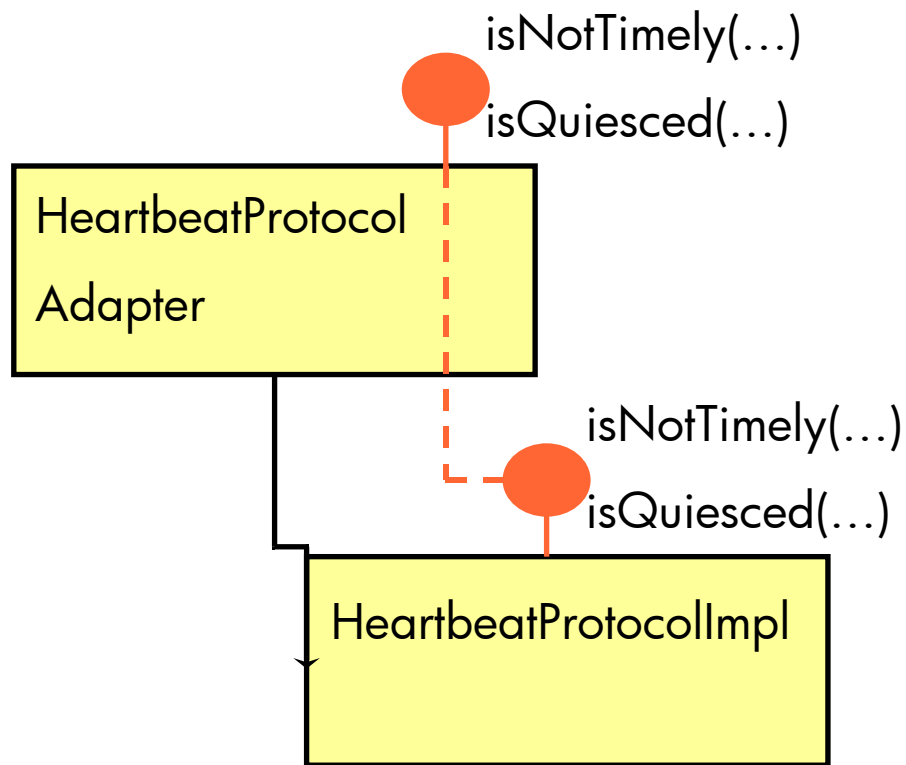 isNotTimely(…)
isQuiesced(…)
HeartbeatProtocol
Adapter
isNotTimely(…)
isQuiesced(…)
HeartbeatProtocolImpl